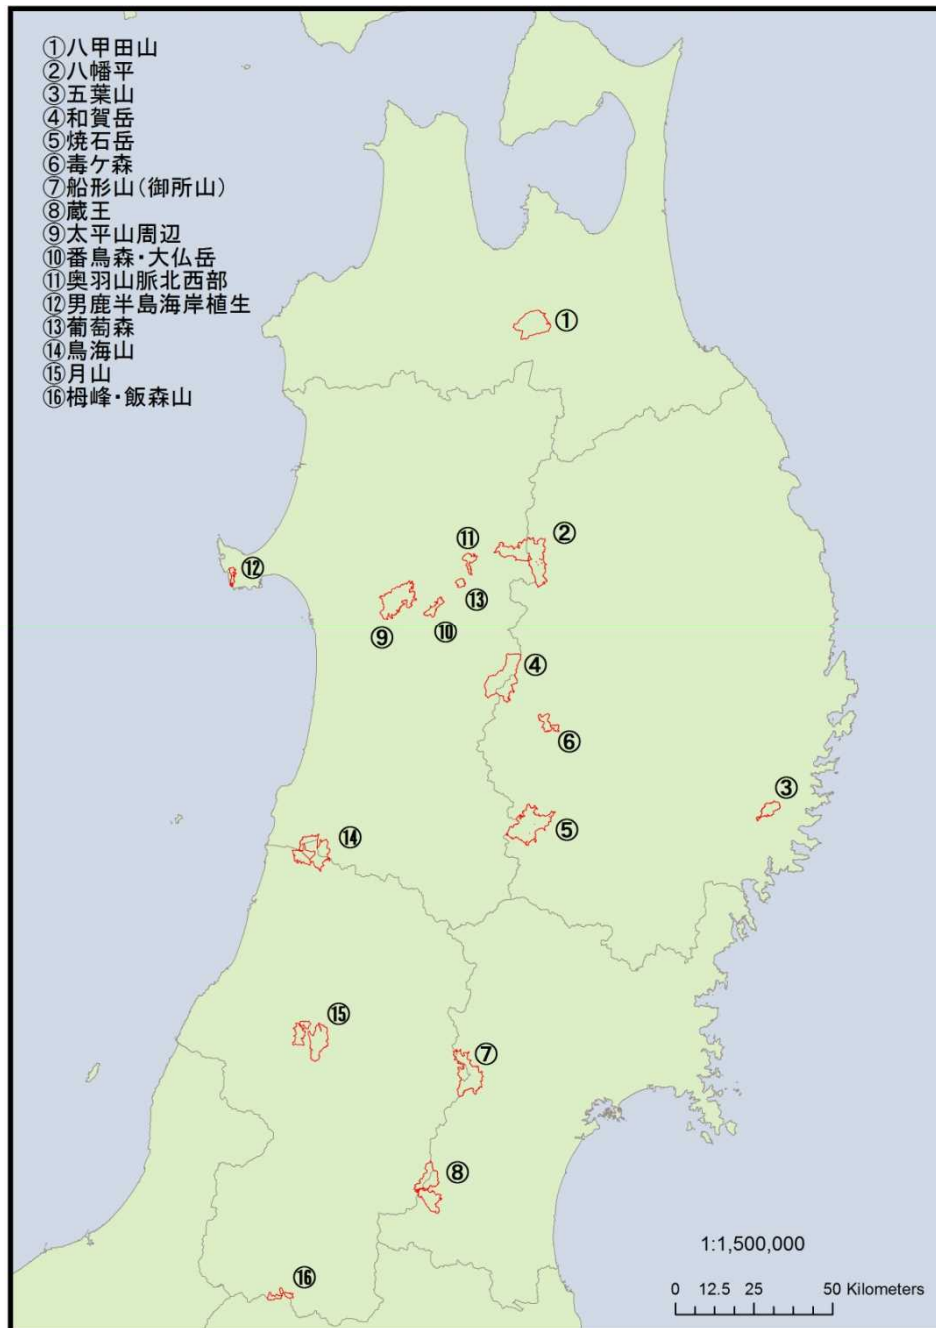 ①八甲田山
②八幡平
③五葉山
④和賀岳
⑤焼石岳
⑥毒ケ森
⑦船形山(御所山)
⑧蔵王
⑨太平山周辺
⑩番鳥森・大仏岳
⑪奥羽山脈北西部
⑫男鹿半島海岸植生
⑬葡萄森
⑭鳥海山
⑮月山
⑯栂峰・飯森山
①
②
⑪
⑫
⑬
⑩
⑨
④
⑥
③
⑤
⑭
⑮
⑦
⑧
⑯
1:1,500,000
0 12.5 25 50 Kilometers